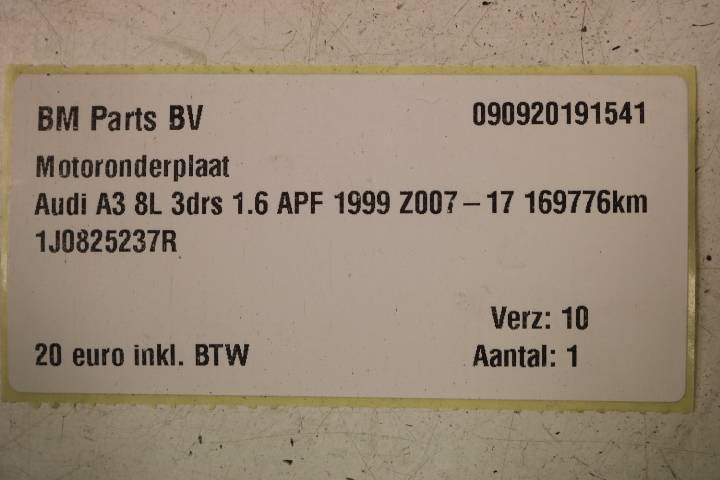 BM Parts BV 090920191541
Motoronderplaat
Audi A3 8L 3drs 1.6 APF 1999 Z007-17 169776km
1J0825237R
Verz: 10
20 euro inkl. BTW Aantal: 1